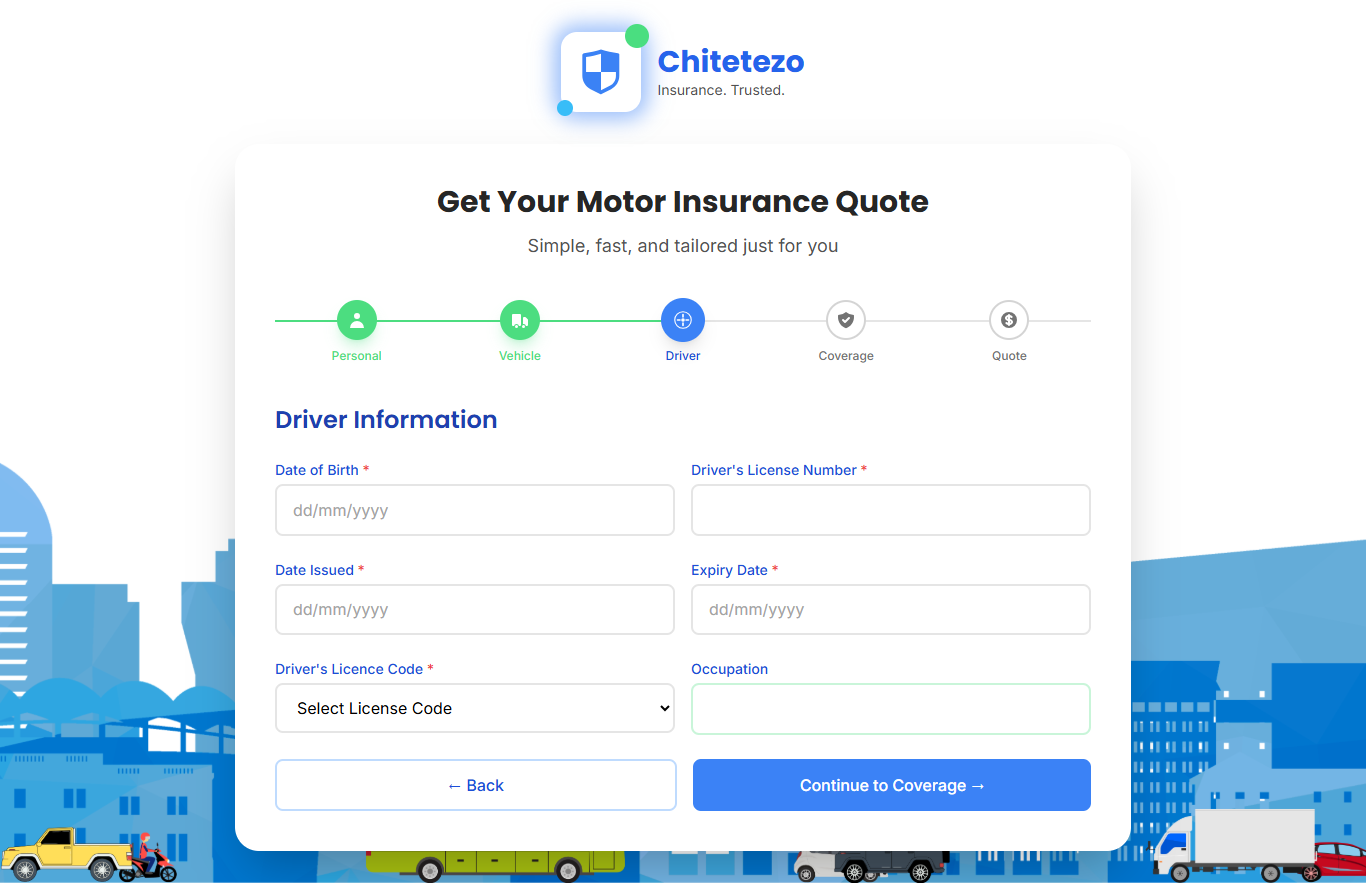 Chitetezo
Insurance. Trusted.
Get Your Motor Insurance Quote
Simple, fast, and tailored just for you
Personal
Vehicle
Driver
Coverage
Quote
Driver Information
Date of Birth *
Driver's License Number *
dd/mm/yyyy
Date Issued *
Expiry Date *
dd/mm/yyyy
dd/mm/yyyy
Driver's Licence Code *
Occupation
Select License Code
← Back
Continue to Coverage →